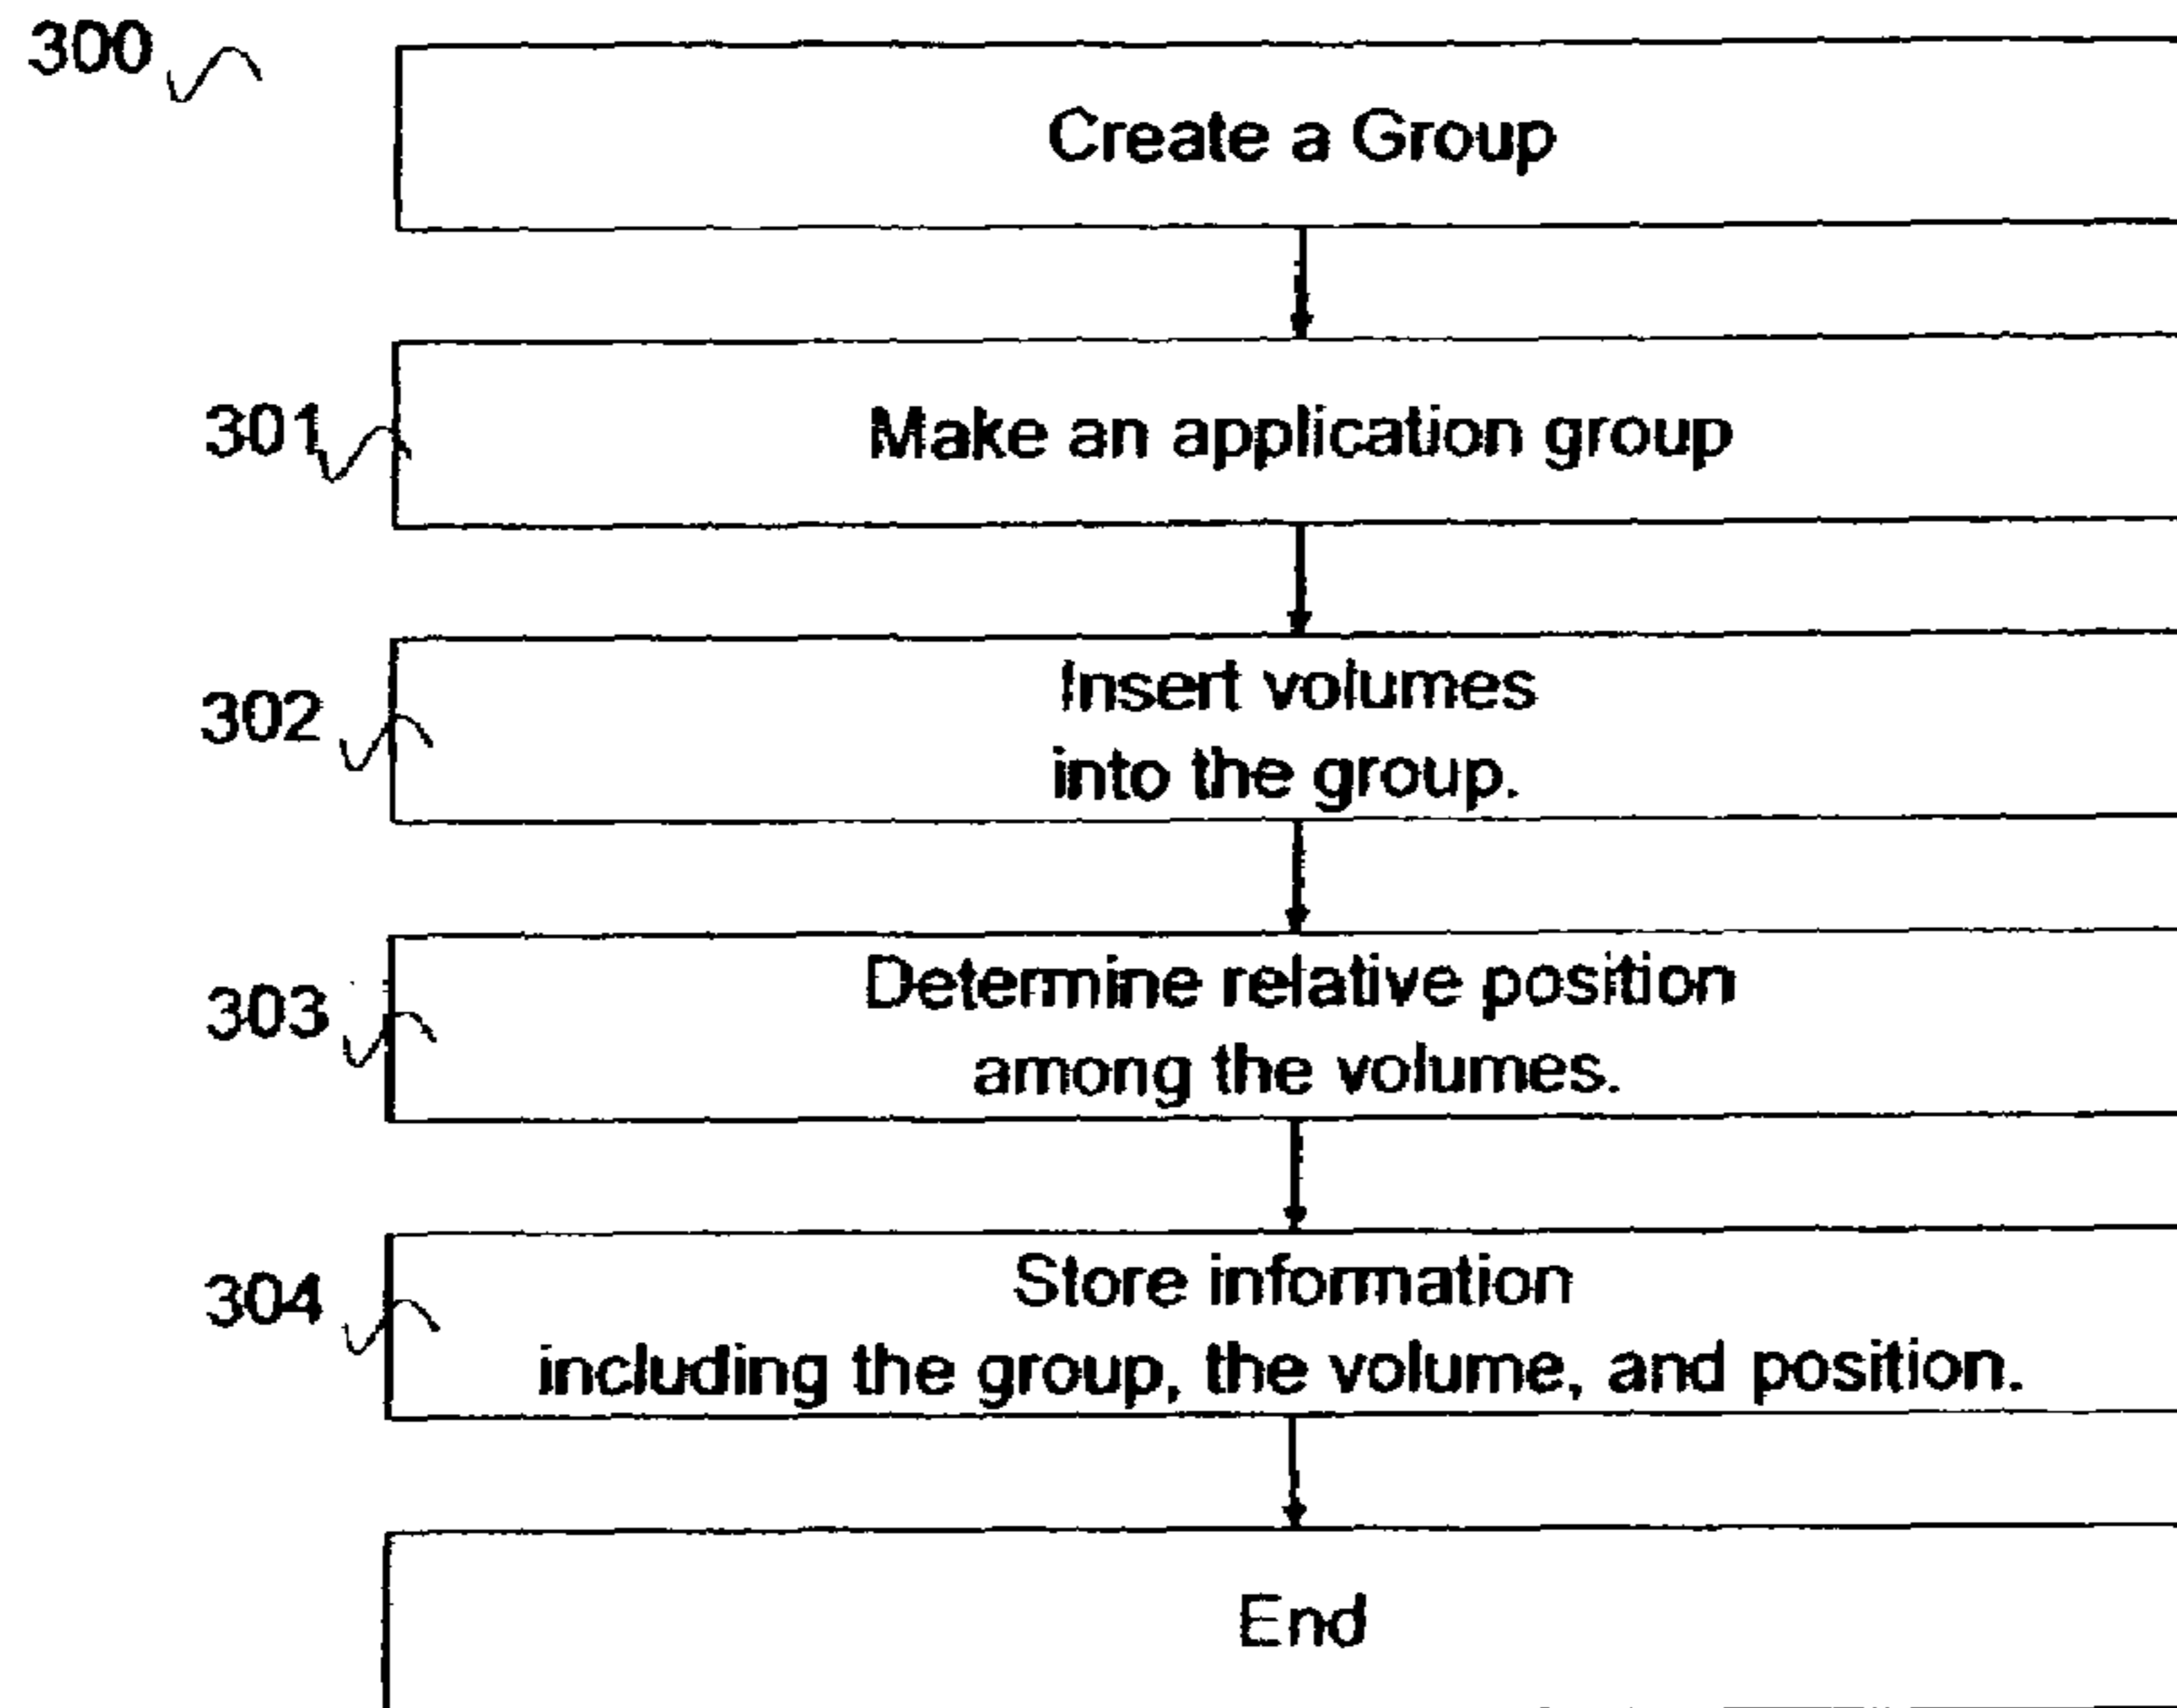 300
Create a Group
301
Make an application group
302
Insert volumes
into the group.
303
Determine relative position
among the volumes.
304
Store information
including the group, the volume, and position.
End